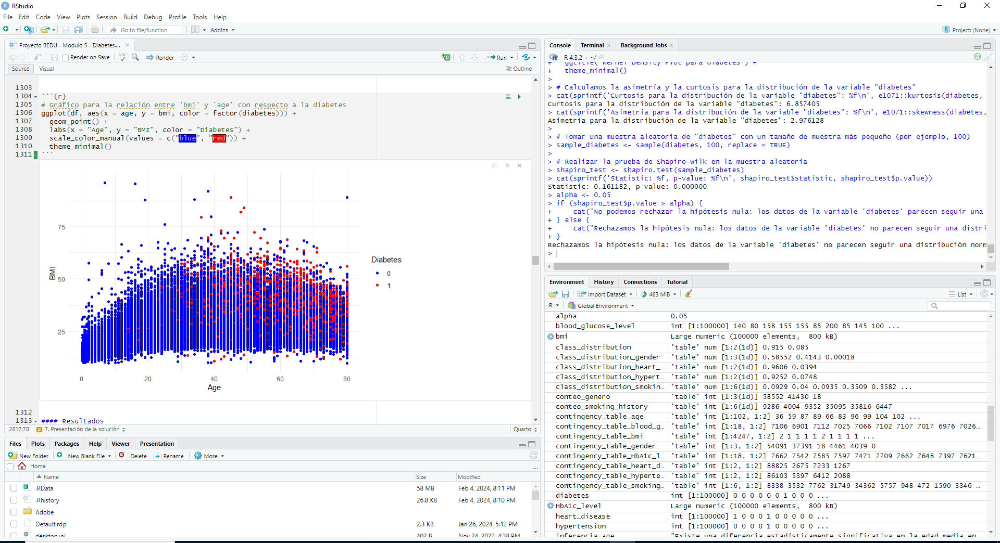 RStudio
File Edit Code View Plots Session Build Debug Profile Tools Help
Go to file/function Addins Project: (None)
Proyecto BEDU - Modulo 5 - Diabetes....
Render on Save Render Run
Source Visual Outline
1303
1304 ```{r}
1305 # Gráfico para la relación entre 'bmi' y 'age' con respecto a la diabetes
1306 ggplot(df, aes(x = age, y = bmi, color = factor(diabetes))) +
1307 geom_point() +
1308 labs(x = "Age", y = "BMI", color = "Diabetes") +
1309 scale_color_manual(values = c("blue", "red")) +
1310 theme_minimal()
1311 ```
75
50
25
BMI
0 20 40 60 80
Age
Diabetes
0
1
1312
1313 #### Resultados
2817:70 # 7. Presentación de la solución Quarto
Files Plots Packages Help Viewer Presentation
New Folder New Blank File Delete Rename More
Home ...
Name Size Modified
.RData 58 MB Feb 4, 2024, 8:11 PM
.Rhistory 26.8 KB Feb 4, 2024, 8:10 PM
Adobe
Default.rdp 2.3 KB Jan 26, 2024, 5:12 PM
desktop.ini 402 B Nov 24, 2022, 4:38 PM
Console Terminal Background Jobs
R 4.3.2 . ~/
+ ggtitle("Kernel Density Plot para diabetes") +
+ theme_minimal()
>
> # Calculamos la asimetría y la curtosis para la distribución de la variable "diabetes"
> cat(sprintf('Curtosis para la distribución de la variable "diabetes": %f\n', e1071::kurtosis(diabetes,
Curtosis para la distribución de la variable "diabetes": 6.857405
> cat(sprintf('Asimetría para la distribución de la variable "diabetes": %f\n', e1071::skewness(diabetes,
Asimetría para la distribución de la variable "diabetes": 2.976128
>
> # Tomar una muestra aleatoria de "diabetes" con un tamaño de muestra más pequeño (por ejemplo, 100)
> sample_diabetes <- sample(diabetes, 100, replace = TRUE)
>
> # Realizar la prueba de Shapiro-Wilk en la muestra aleatoria
> shapiro_test <- shapiro.test(sample_diabetes)
> cat(sprintf('Statistic: %f, p-value: %f\n', shapiro_test$statistic, shapiro_test$p.value))
Statistic: 0.161182, p-value: 0.000000
> alpha <- 0.05
> if (shapiro_test$p.value > alpha) {
+ cat("No podemos rechazar la hipótesis nula: los datos de la variable 'diabetes' parecen seguir una
+ } else {
+ cat("Rechazamos la hipótesis nula: los datos de la variable 'diabetes' no parecen seguir una distri
+ }
Rechazamos la hipótesis nula: los datos de la variable 'diabetes' no parecen seguir una distribución norm
>
Environment History Connections Tutorial
Import Dataset 463 MiB List
R Global Environment
alpha 0.05
blood_glucose_level int [1:100000] 140 80 158 155 155 85 200 85 145 100 ...
bmi Large numeric (100000 elements, 800 kB)
class_distribution 'table' num [1:2(1d)] 0.915 0.085
class_distribution_gender 'table' num [1:3(1d)] 0.58552 0.4143 0.00018
class_distribution_heart_... 'table' num [1:2(1d)] 0.9606 0.0394
class_distribution_hypert... 'table' num [1:2(1d)] 0.9252 0.0748
class_distribution_smokin... 'table' num [1:6(1d)] 0.0929 0.04 0.0935 0.3509 0.3582 ...
conteo_genero 'table' int [1:3(1d)] 58552 41430 18
conteo_smoking_history 'table' int [1:6(1d)] 9286 4004 9352 35095 35816 6447
contingency_table_age 'table' int [1:102, 1:2] 36 59 87 89 66 83 96 99 104 102 ...
contingency_table_blood_g... 'table' int [1:18, 1:2] 7106 6901 7112 7025 7066 7102 7107 7017 6976 7026...
contingency_table_bmi 'table' int [1:4247, 1:2] 2 1 1 1 1 2 1 1 1 1 ...
contingency_table_gender 'table' int [1:3, 1:2] 54091 37391 18 4461 4039 0
contingency_table_HbA1c_l... 'table' int [1:18, 1:2] 7662 7542 7585 7597 7471 7709 7662 7648 7397 7621...
contingency_table_heart_d... 'table' int [1:2, 1:2] 88825 2675 7233 1267
contingency_table_hyperte... 'table' int [1:2, 1:2] 86103 5397 6412 2088
contingency_table_smoking... 'table' int [1:6, 1:2] 8338 3532 7762 31749 34362 5757 948 472 1590 3346 ...
diabetes int [1:100000] 0 0 0 0 0 0 1 0 0 0 ...
HbA1c_level Large numeric (100000 elements, 800 kB)
heart_disease int [1:100000] 1 0 0 0 1 0 0 0 0 0 ...
hypertension int [1:100000] 0 0 0 0 1 0 0 0 0 0 ...
inferencia_age "Existe una diferencia estadísticamente significativa en la edad media en